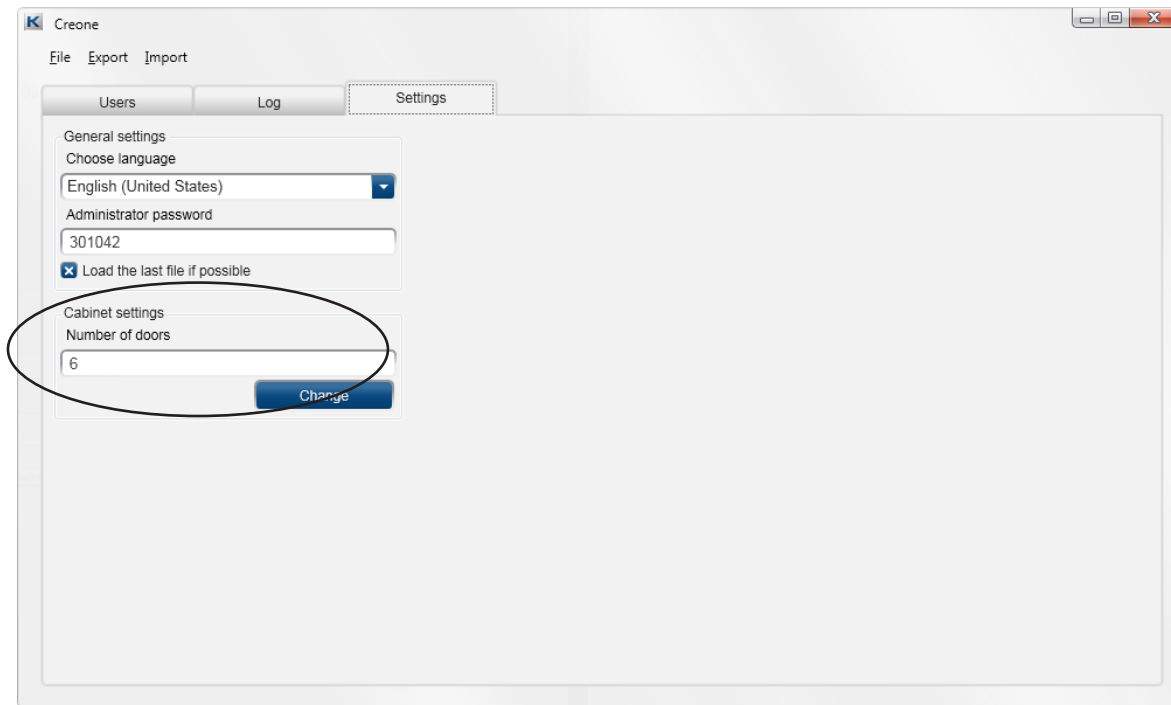 K Creone
File Export Import
Users Log Settings
General settings
Choose language
English (United States)
Administrator password
301042
Load the last file if possible
Cabinet settings
Number of doors
6
Change